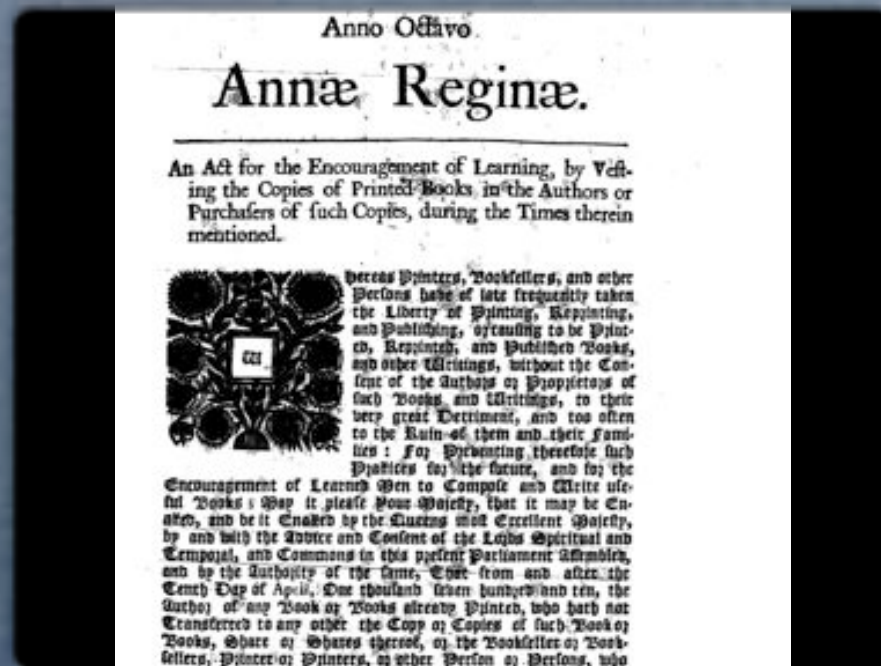 Anno Octavo
Annæ Reginæ.
An Act for the Encouragement of Learning, by Vest-
ing the Copies of Printed Books in the Authors or
Purchasers of such Copies, during the Times therein
mentioned.
Whereas Printers, Booksellers, and other
Persons have of late frequently taken
the Liberty of Printing, Reprinting,
and Publishing, or causing to be Print-
ed, Reprinted, and Published Books,
and other Writings, without the Con-
sent of the Authors or Proprietors of
such Books and Writings, to their
very great Detriment, and too often
to the Ruin of them and their Fami-
lies : For Preventing therefore such
Practices for the future, and for the
Encouragement of Learned Men to Compose and Write use-
ful Books ; May it please Your Majesty, that it may be En-
acted, and be it Enacted by the Queens most Excellent Majesty,
by and with the Advice and Consent of the Lords Spiritual and
Temporal, and Commons in this present Parliament Assembled,
and by the Authority of the same, That from and after the
Tenth Day of April, One thousand seven hundred and ten, the
Author of any Book or Books already Printed, who hath not
Transferred to any other the Copy or Copies of such Book or
Books, Share or Shares thereof, or the Bookseller or Book-
sellers, Printer or Printers, or other Person or Persons, who